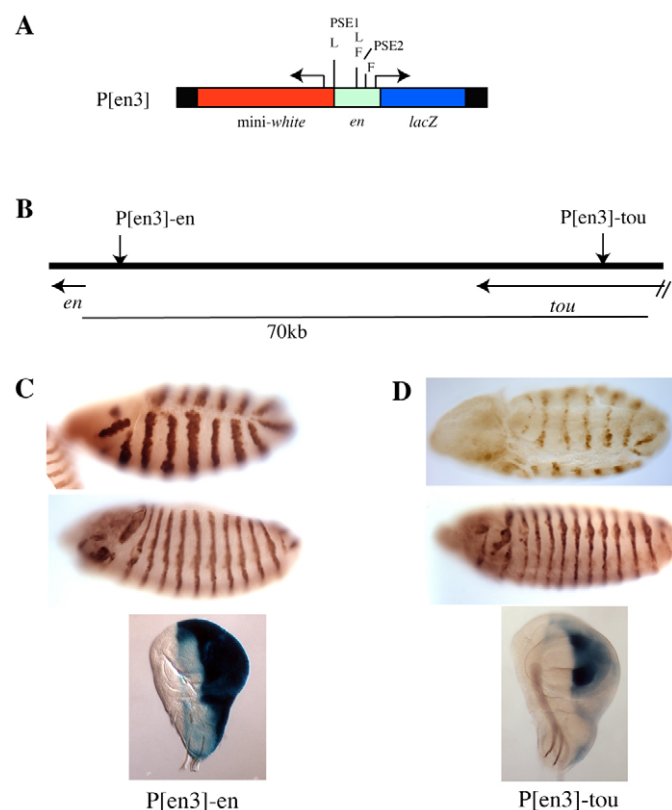 A
PSE1
L L
F PSE2
F
P[en3]
mini-white en lacZ
B
P[en3]-en P[en3]-tou
en tou
70kb
C D
P[en3]-en P[en3]-tou